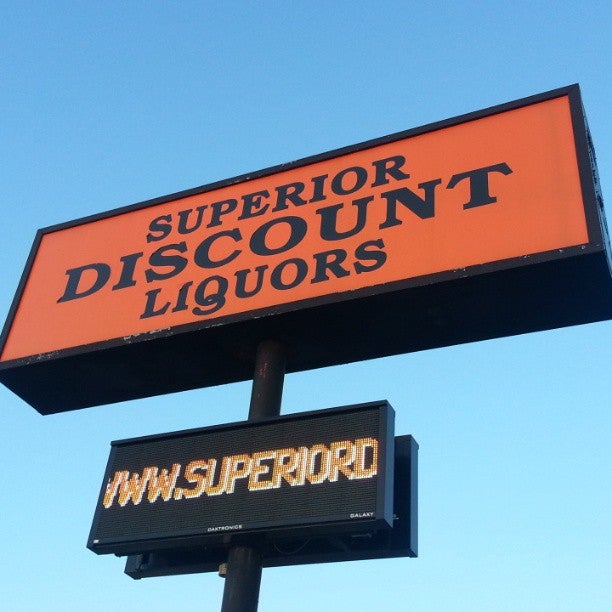 SUPERIOR
DISCOUNT
LIQUORS
WWW.SUPERIORD
DAKTRONICS
GALAXY